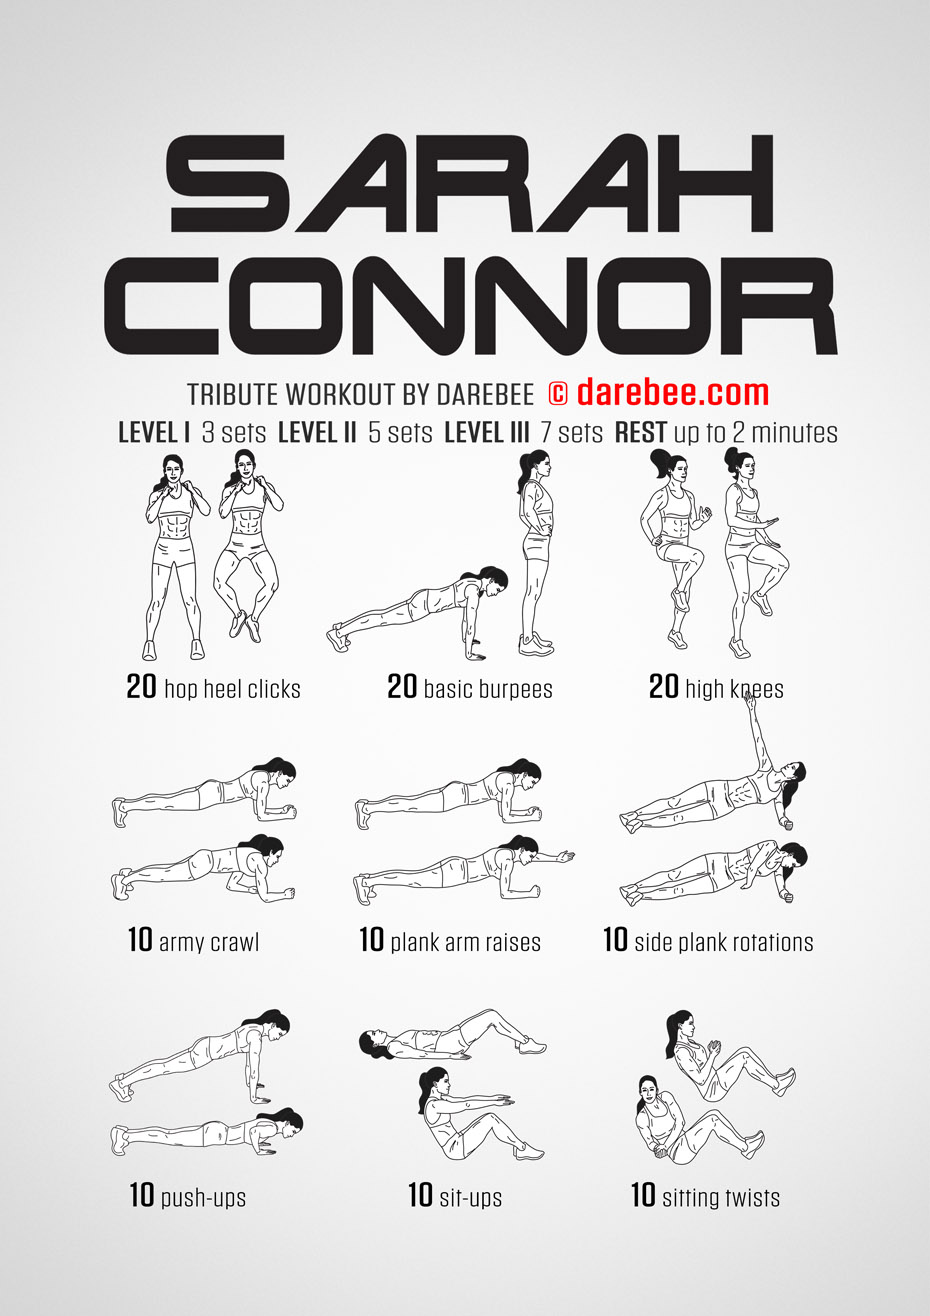 SARAH
CONNOR
TRIBUTE WORKOUT BY DAREBEE © darebee.com
LEVEL I 3 sets LEVEL II 5 sets LEVEL III 7 sets REST up to 2 minutes
20 hop heel clicks
20 basic burpees
20 high knees
10 army crawl
10 plank arm raises
10 side plank rotations
10 push-ups
10 sit-ups
10 sitting twists